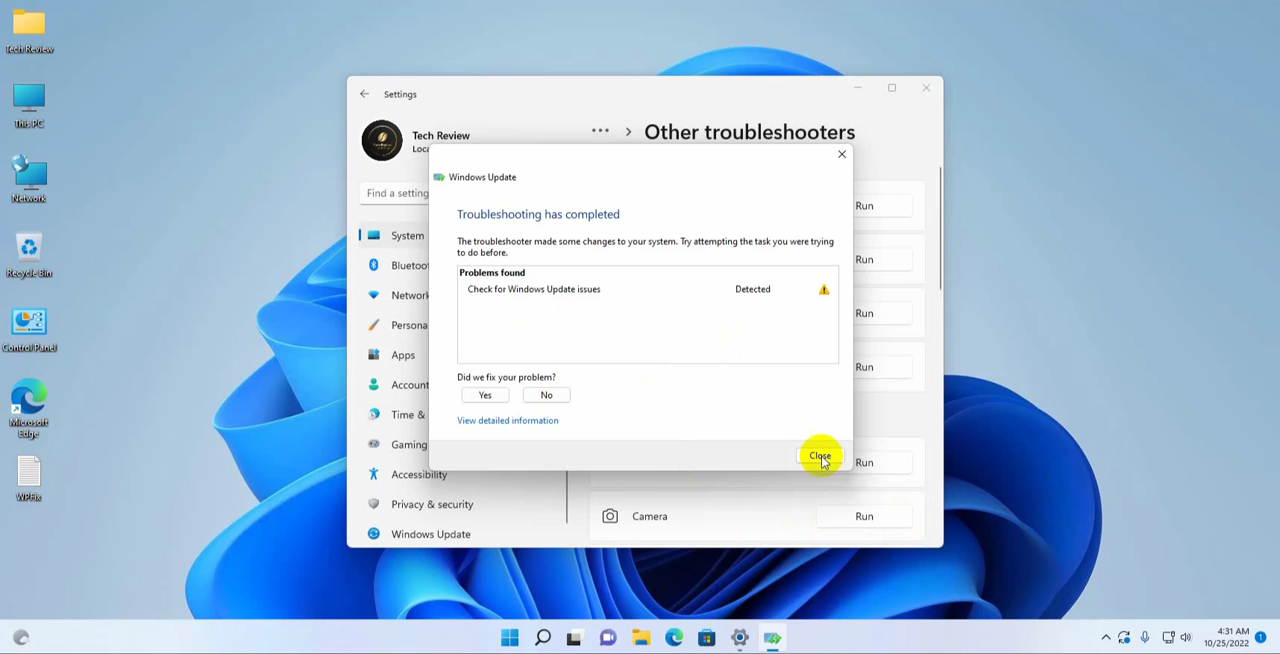 Tech Review
This PC
Network
Recycle Bin
Control Panel
Microsoft
Edge
WPFix
Settings
Tech Review
Loca
Find a setting
System
Bluetoot
Network
Persona
Apps
Account
Time &
Gaming
Accessibility
Privacy & security
Windows Update
••• > Other troubleshooters
Run
Run
Run
Run
Run
Camera
Run
Windows Update
Troubleshooting has completed
The troubleshooter made some changes to your system. Try attempting the task you were trying
to do before.
Problems found
Check for Windows Update issues Detected
Did we fix your problem?
Yes No
View detailed information
Close
4:31 AM
10/25/2022
1